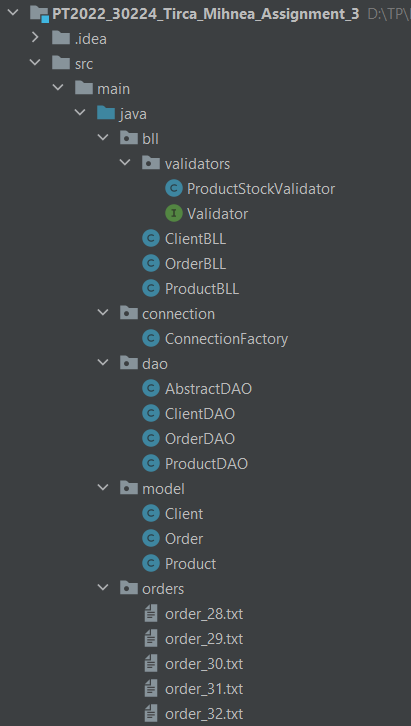 PT2022_30224_Tirca_Mihnea_Assignment_3 D:\TP\
.idea
src
main
java
bll
validators
C ProductStockValidator
I Validator
C ClientBLL
C OrderBLL
C ProductBLL
connection
C ConnectionFactory
dao
C AbstractDAO
C ClientDAO
C OrderDAO
C ProductDAO
model
C Client
C Order
C Product
orders
order_28.txt
order_29.txt
order_30.txt
order_31.txt
order_32.txt